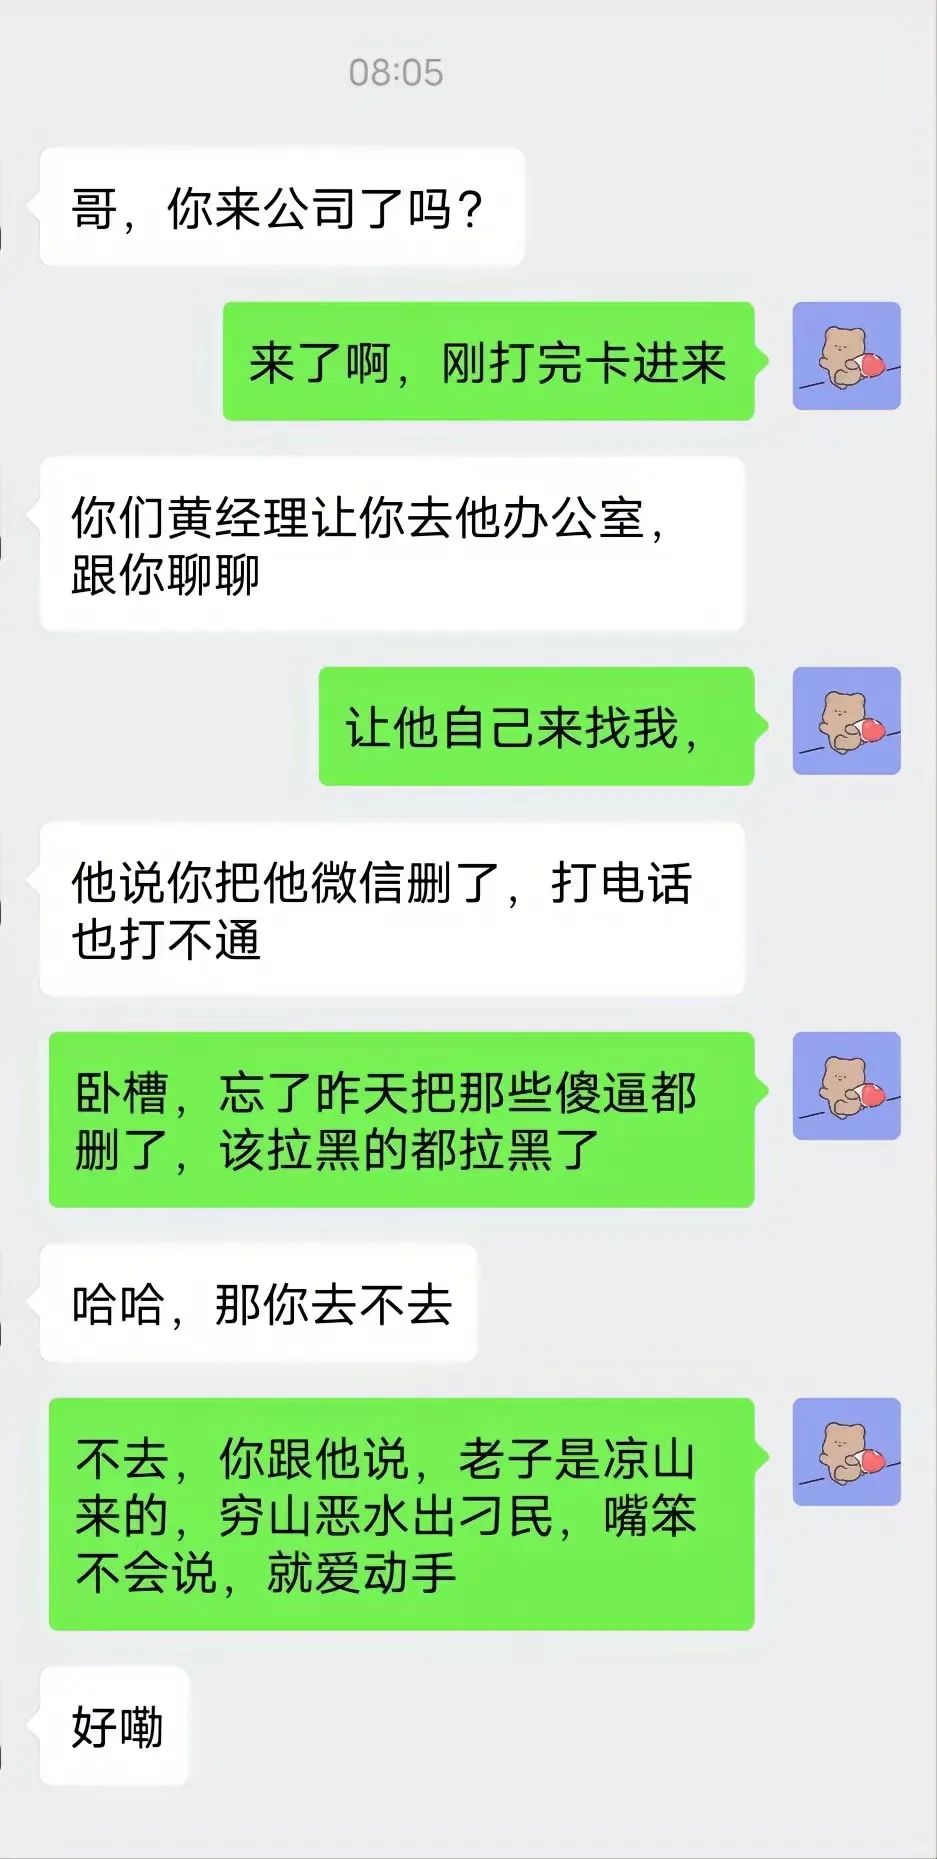 08:05
哥，你来公司了吗？
来了啊，刚打完卡进来
你们黄经理让你去他办公室，
跟你聊聊
让他自己来找我，
他说你把他微信删了，打电话
也打不通
卧槽，忘了昨天把那些傻逼都
删了，该拉黑的都拉黑了
哈哈，那你去不去
不去，你跟他说，老子是凉山
来的，穷山恶水出刁民，嘴笨
不会说，就爱动手
好嘞